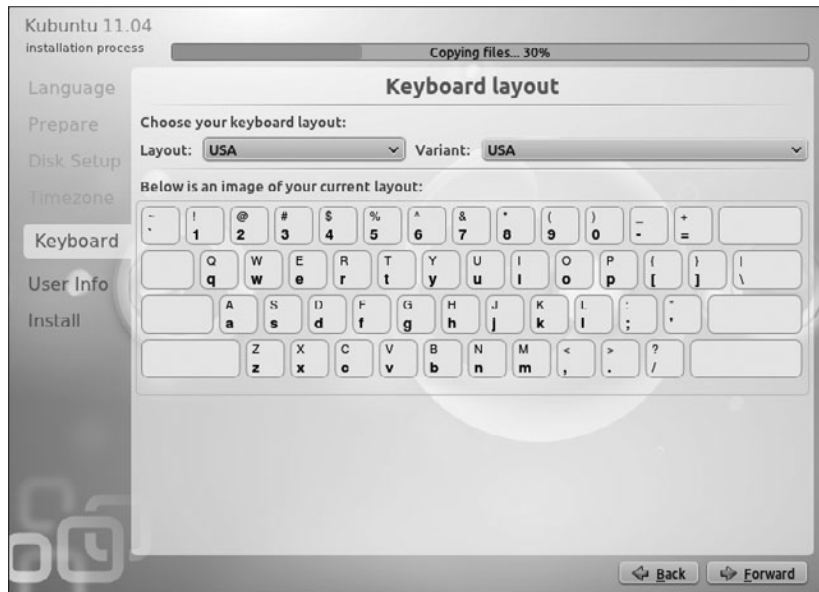 Kubuntu 11.04
installation process
Copying files... 30%
Language
Prepare
Disk Setup
Timezone
Keyboard
User Info
Install
Keyboard layout
Choose your keyboard layout:
Layout: USA Variant: USA
Below is an image of your current layout:
~ ! @ # $ % ^ & * ( ) _ +
` 1 2 3 4 5 6 7 8 9 0 - =
Q W E R T Y U I O P { } |
q w e r t y u i o p [ ] \
A S D F G H J K L : "
a s d f g h j k l ; '
Z X C V B N M < > ?
z x c v b n m , . /
Back Forward